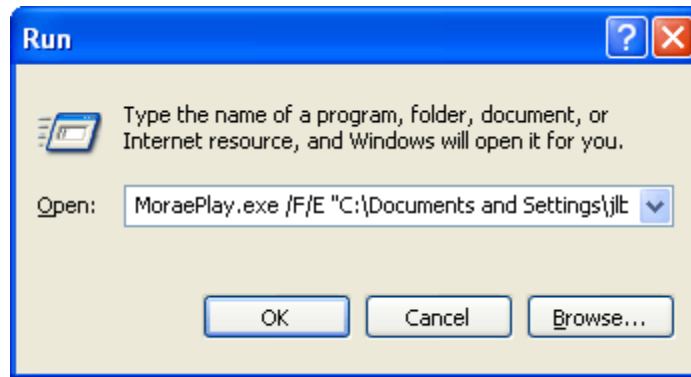 Run
Type the name of a program, folder, document, or
Internet resource, and Windows will open it for you.
Open: MoraePlay.exe /F/E "C:\Documents and Settings\jlb
OK Cancel Browse...